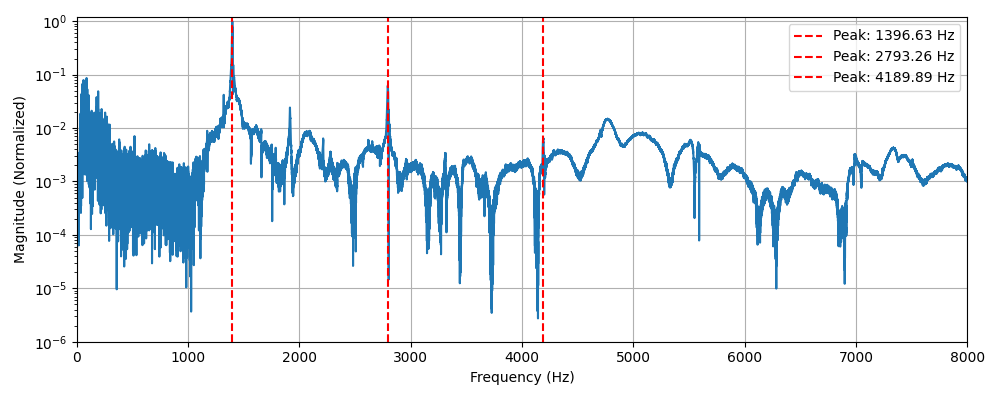 Magnitude (Normalized)
10⁰
10⁻¹
10⁻²
10⁻³
10⁻⁴
10⁻⁵
10⁻⁶
Peak: 1396.63 Hz
Peak: 2793.26 Hz
Peak: 4189.89 Hz
0 1000 2000 3000 4000 5000 6000 7000 8000
Frequency (Hz)